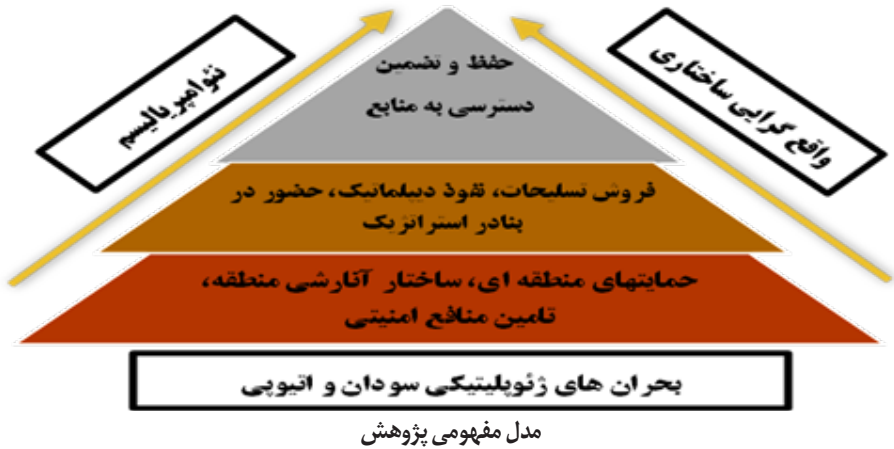 نئوامپریالیسم
واقع گرایی ساختاری
حفظ و تضمین
دسترسی به منابع
فروش تسلیحات، نفوذ دیپلماتیک، حضور در
بنادر استراتژیک
حمایتهای منطقه ای، ساختار آنارشی منطقه،
تامین منافع امنیتی
بحران های ژئوپلیتیکی سودان و اتیوپی
مدل مفهومی پژوهش